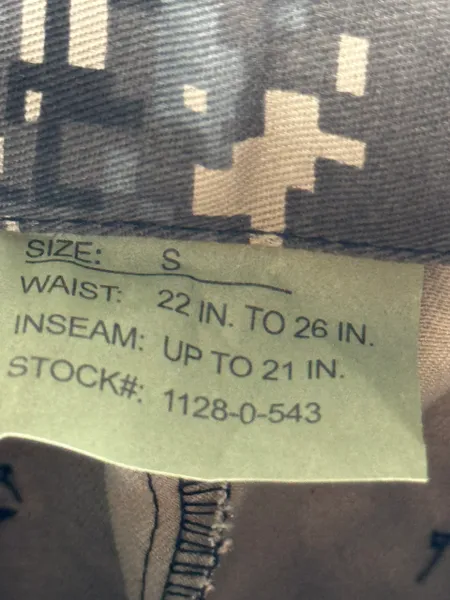 SIZE: S
WAIST: 22 IN. TO 26 IN.
INSEAM: UP TO 21 IN.
STOCK#: 1128-0-543